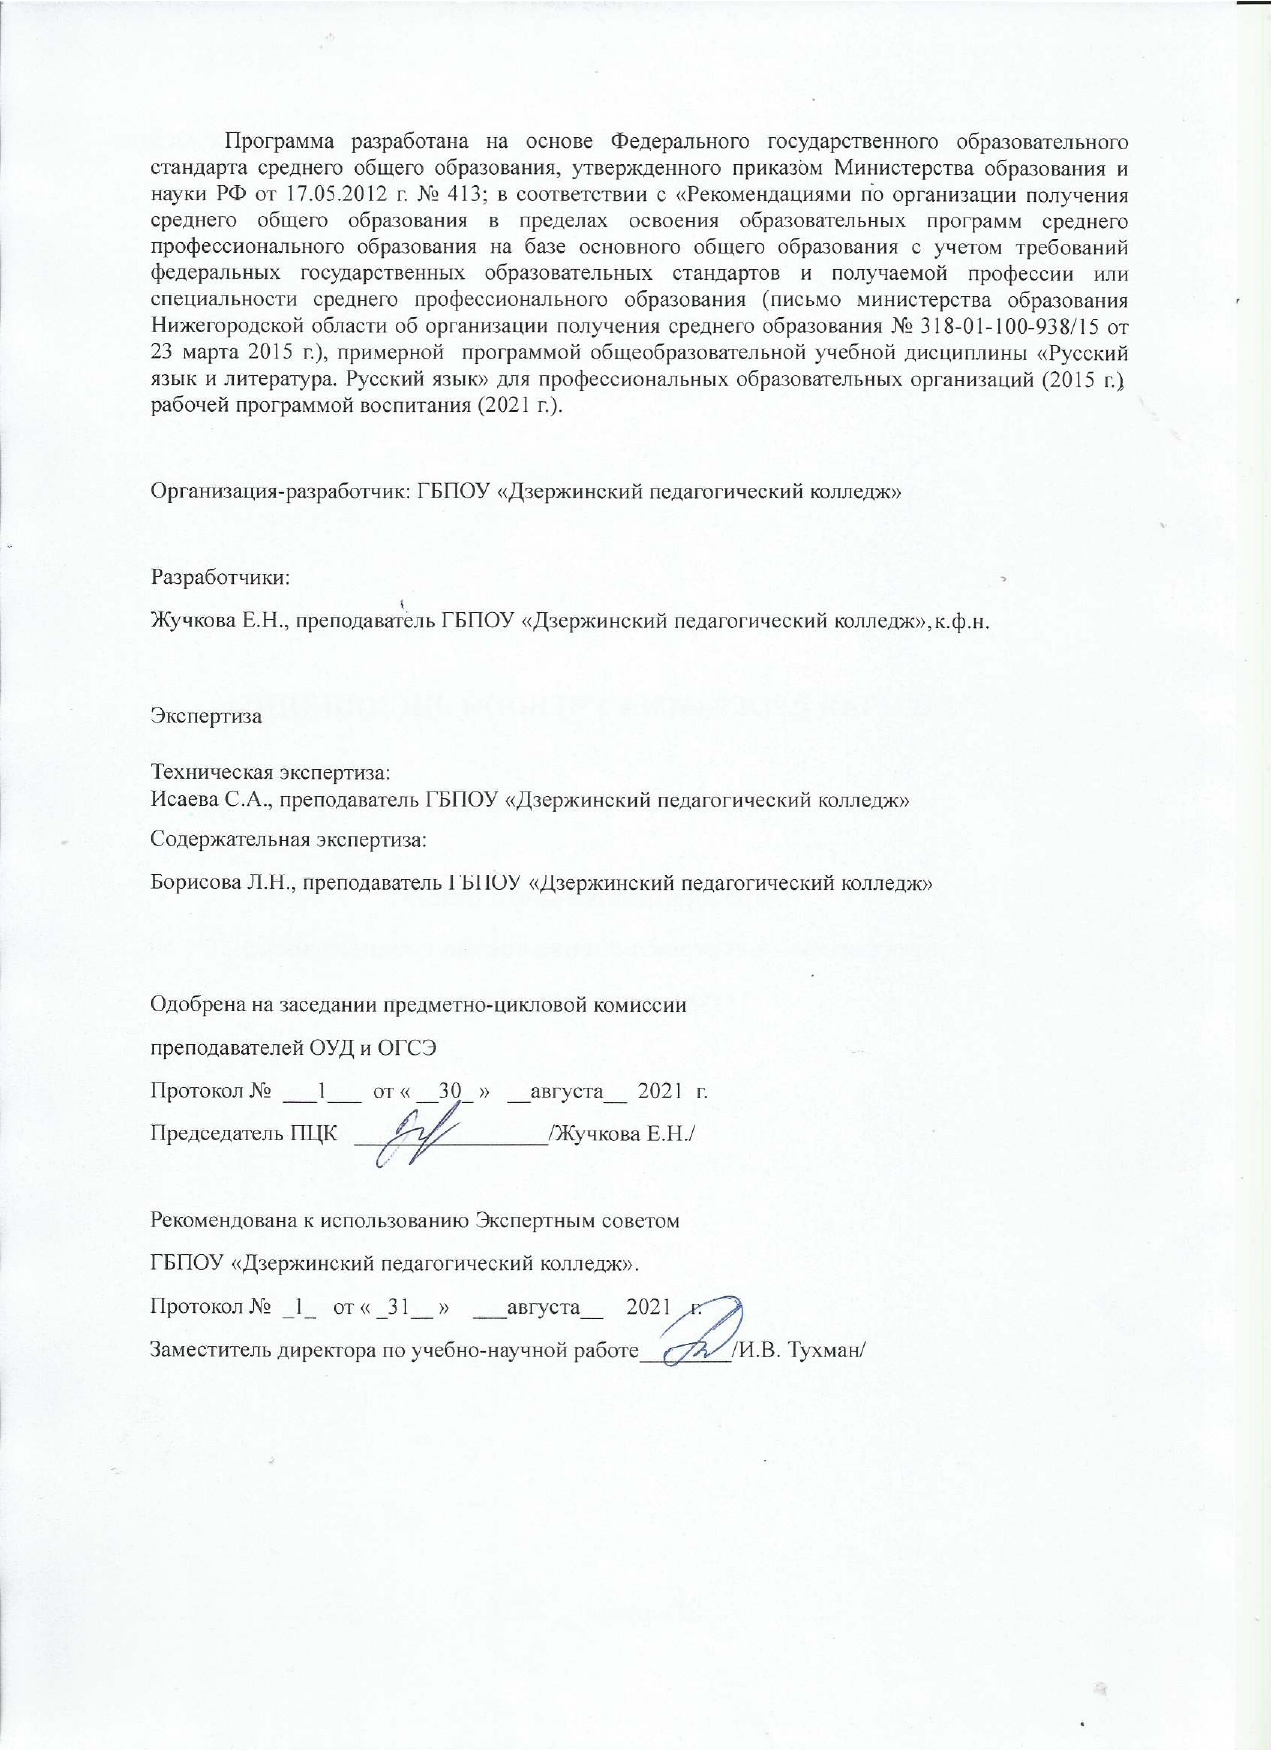 Программа разработана на основе Федерального государственного образовательного
стандарта среднего общего образования, утвержденного приказом Министерства образования и
науки РФ от 17.05.2012 г. № 413; в соответствии с «Рекомендациями по организации получения
среднего общего образования в пределах освоения образовательных программ среднего
профессионального образования на базе основного общего образования с учетом требований
федеральных государственных образовательных стандартов и получаемой профессии или
специальности среднего профессионального образования (письмо министерства образования
Нижегородской области об организации получения среднего образования № 318-01-100-938/15 от
23 марта 2015 г.), примерной программой общеобразовательной учебной дисциплины «Русский
язык и литература. Русский язык» для профессиональных образовательных организаций (2015 г.),
рабочей программой воспитания (2021 г.).
Организация-разработчик: ГБПОУ «Дзержинский педагогический колледж»
Разработчики:
Жучкова Е.Н., преподаватель ГБПОУ «Дзержинский педагогический колледж»,к.ф.н.
Экспертиза
Техническая экспертиза:
Исаева С.А., преподаватель ГБПОУ «Дзержинский педагогический колледж»
Содержательная экспертиза:
Борисова Л.Н., преподаватель ГБПОУ «Дзержинский педагогический колледж»
Одобрена на заседании предметно-цикловой комиссии
преподавателей ОУД и ОГСЭ
Протокол № ___1___ от « __30_ » __августа__ 2021 г.
Председатель ПЦК _________________/Жучкова Е.Н./
Рекомендована к использованию Экспертным советом
ГБПОУ «Дзержинский педагогический колледж».
Протокол № _1_ от « _31__ » ___августа__ 2021 г.
Заместитель директора по учебно-научной работе________/И.В. Тухман/